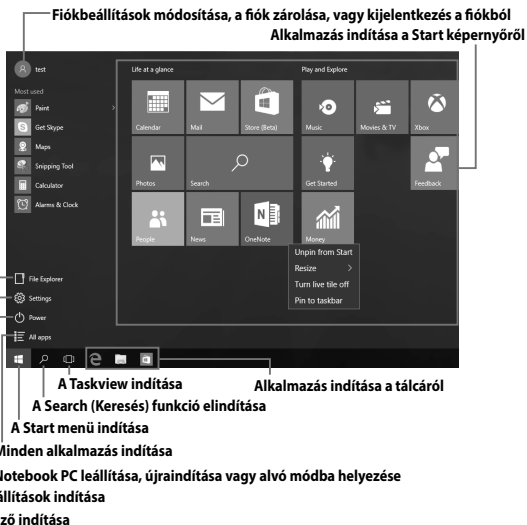 Fiókbeállítások módosítása, a fiók zárolása, vagy kijelentkezés a fiókból
Alkalmazás indítása a Start képernyőről
test
Life at a glance
Play and Explore
Most used
Paint
Get Skype
Maps
Snipping Tool
Calculator
Alarms & Clock
Calendar
Mail
Store (Beta)
Music
Movies & TV
Xbox
Photos
Search
Get Started
Feedback
People
News
OneNote
Money
Unpin from Start
Resize
Turn live tile off
Pin to taskbar
File Explorer
Settings
Power
All apps
A Taskview indítása
Alkalmazás indítása a tálcáról
A Search (Keresés) funkció elindítása
A Start menü indítása
Minden alkalmazás indítása
Notebook PC leállítása, újraindítása vagy alvó módba helyezése
állítások indítása
ző indítása